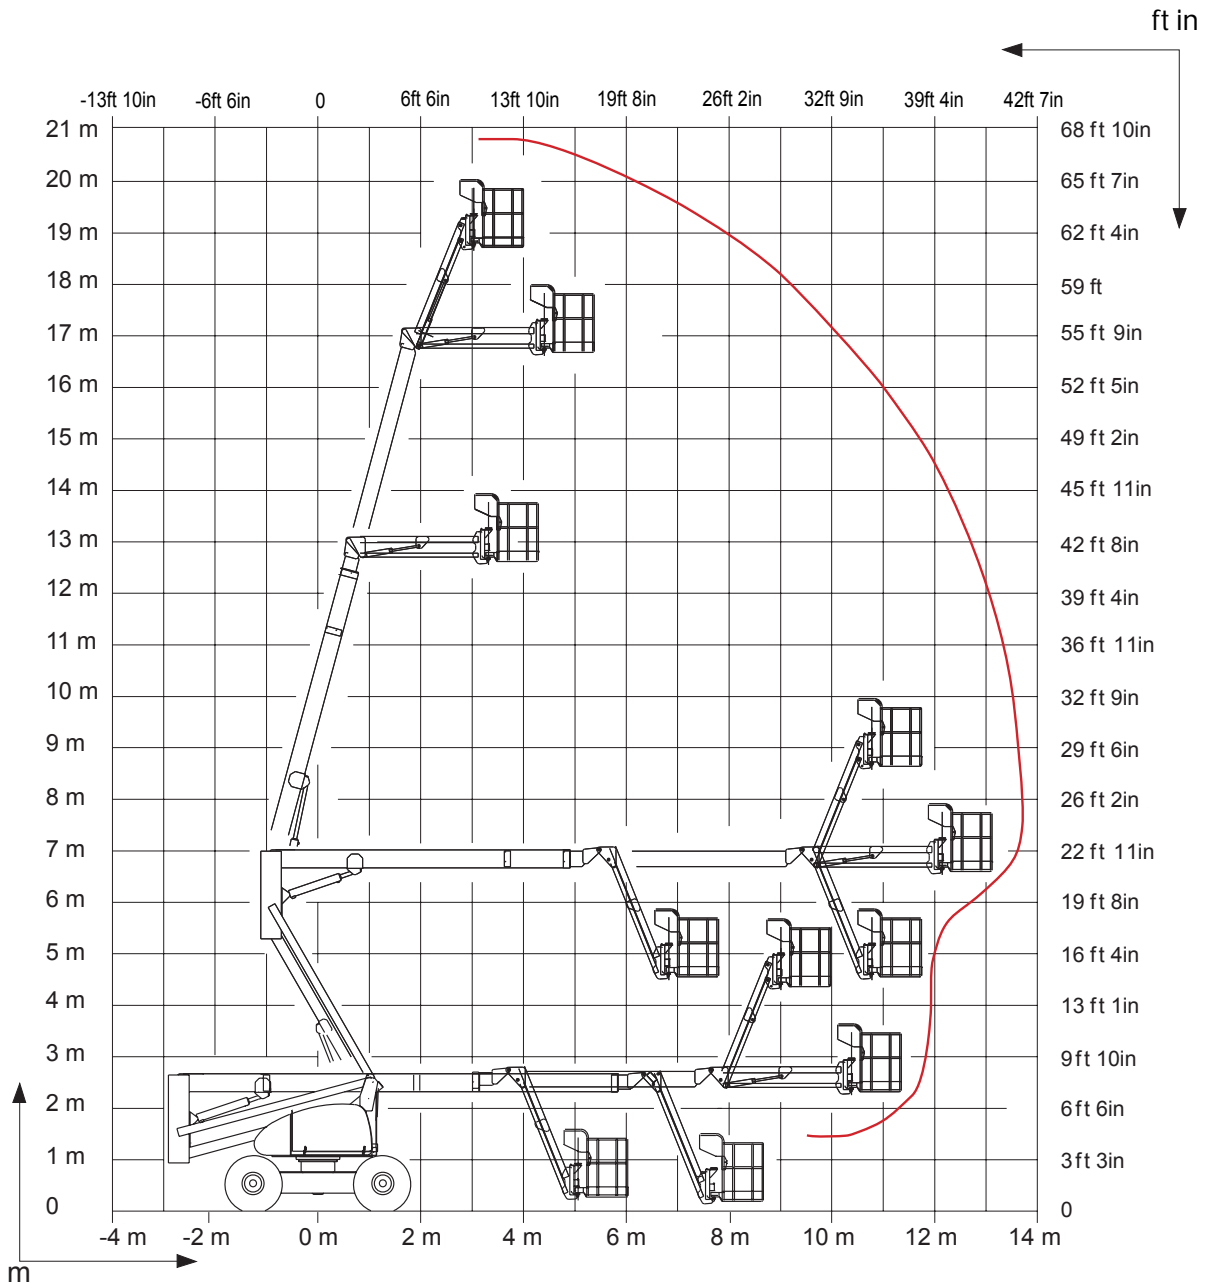 ft in
-13ft 10in -6ft 6in 0 6ft 6in 13ft 10in 19ft 8in 26ft 2in 32ft 9in 39ft 4in 42ft 7in
21 m 68 ft 10in
20 m 65 ft 7in
19 m 62 ft 4in
18 m 59 ft
17 m 55 ft 9in
16 m 52 ft 5in
15 m 49 ft 2in
14 m 45 ft 11in
13 m 42 ft 8in
12 m 39 ft 4in
11 m 36 ft 11in
10 m 32 ft 9in
9 m 29 ft 6in
8 m 26 ft 2in
7 m 22 ft 11in
6 m 19 ft 8in
5 m 16 ft 4in
4 m 13 ft 1in
3 m 9 ft 10in
2 m 6 ft 6in
1 m 3 ft 3in
0 0
-4 m -2 m 0 m 2 m 4 m 6 m 8 m 10 m 12 m 14 m
m